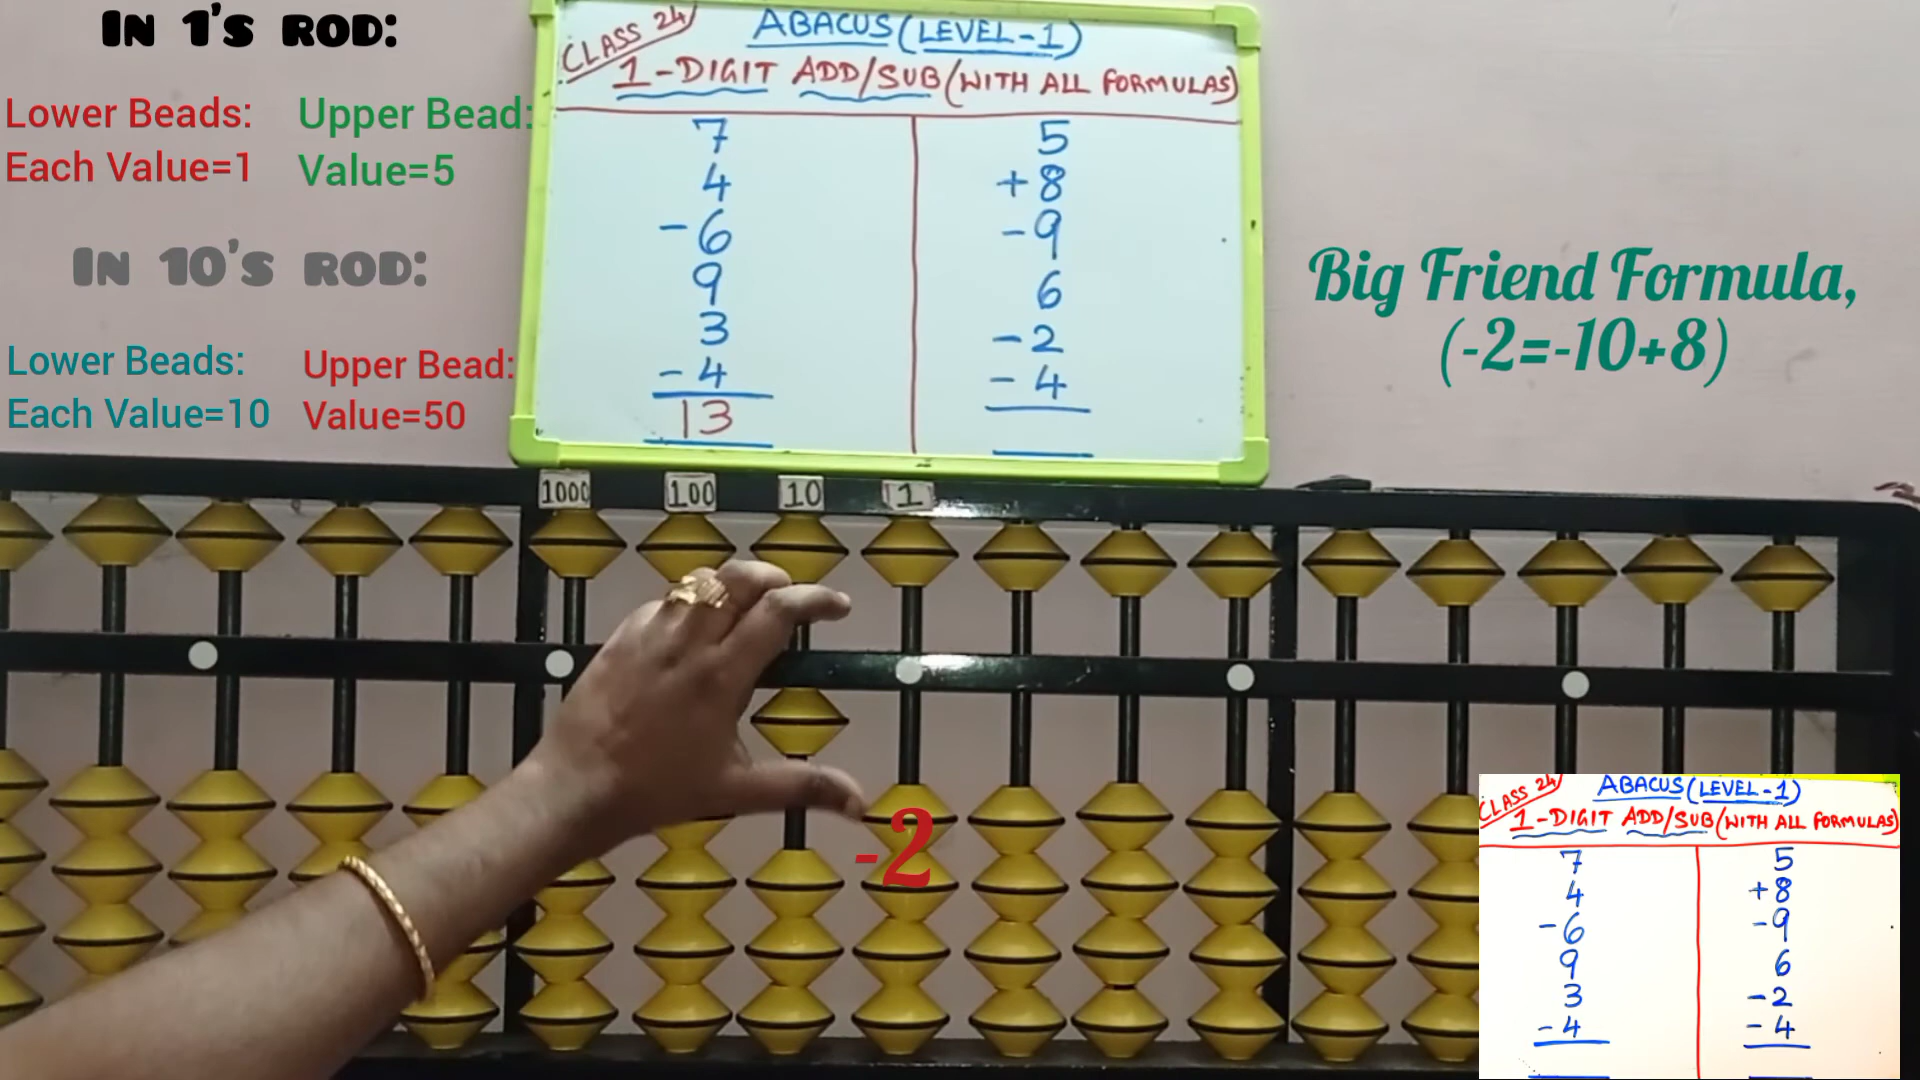 In 1's rod:
Lower Beads:
Each Value=1
Upper Bead:
Value=5
In 10's rod:
Lower Beads:
Each Value=10
Upper Bead:
Value=50
CLASS 24
ABACUS (LEVEL-1)
1-DIGIT ADD/SUB (WITH ALL FORMULAS)
7
4
-6
9
3
-4
13
5
+8
-9
6
-2
-4
Big Friend Formula,
(-2=-10+8)
1000 100 10 1
-2
CLASS 24
ABACUS (LEVEL-1)
1-DIGIT ADD/SUB (WITH ALL FORMULAS)
7
4
-6
9
3
-4
5
+8
-9
6
-2
-4